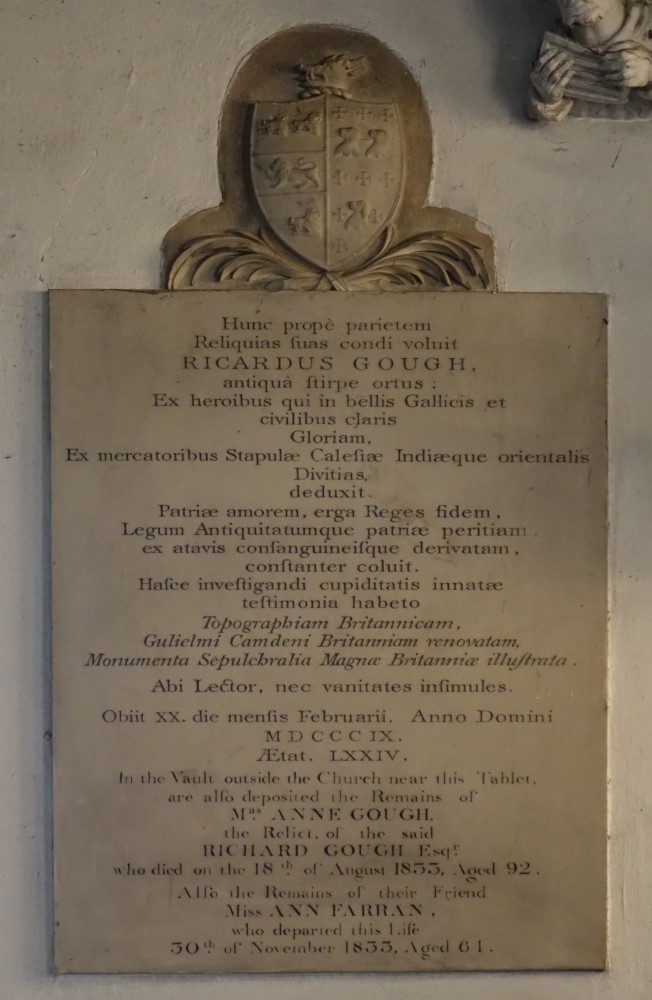 Hunc propè parietem
Reliquias ſuas condi voluit
RICARDUS GOUGH,
antiquâ ſtirpe ortus :
Ex heroibus qui in bellis Gallicis et
civilibus claris
Gloriam,
Ex mercatoribus Stapulæ Caleſiæ Indiæque orientalis
Divitias,
deduxit.
Patriæ amorem, erga Reges fidem,
Legum Antiquitatumque patriæ peritiam.
ex atavis conſanguineiſque derivatam,
conſtanter coluit.
Haſce inveſtigandi cupiditatis innatæ
teſtimonia habeto
Topographiam Britannicam,
Gulielmi Camdeni Britanniam renovatam,
Monumenta Sepulchralia Magnæ Britanniæ illuſtrata.
Abi Lector, nec vanitates inſimules.
Obiit XX. die menſis Februarii, Anno Domini
MDCCCIX.
Ætat. LXXIV.
In the Vault outside the Church near this Tablet,
are alſo deposited the Remains of
Mrs ANNE GOUGH,
the Relict, of the said
RICHARD GOUGH Esqr
who died on the 18th of August 1833, Aged 92.
Alſo the Remains of their Friend
Miss ANN FARRAN,
who departed this Life
30th of November 1833, Aged 61.